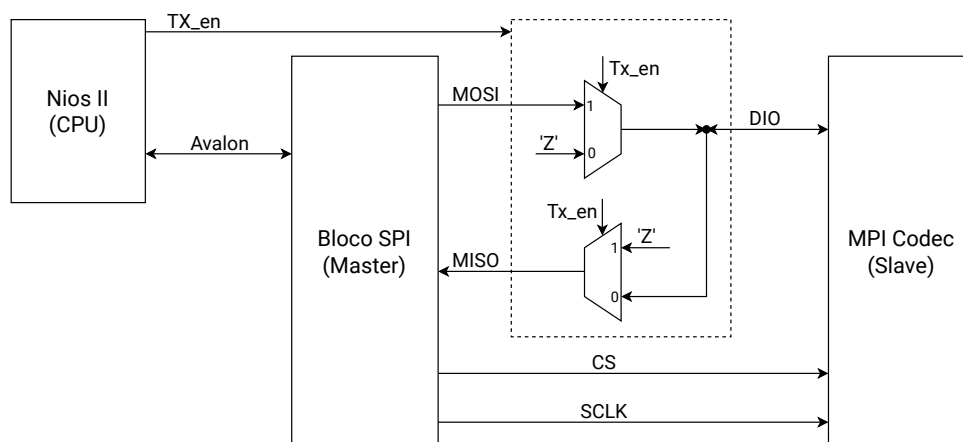 TX_en
Nios II
(CPU)
Avalon
Bloco SPI
(Master)
MOSI
MISO
Tx_en
1
'Z'
0
Tx_en
'Z'
1
0
DIO
MPI Codec
(Slave)
CS
SCLK